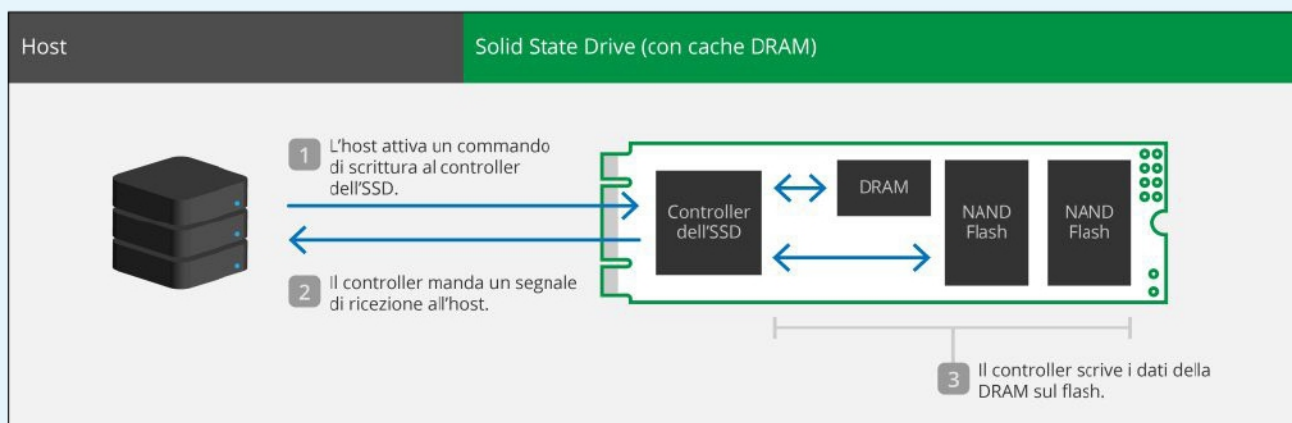 Host
Solid State Drive (con cache DRAM)
1
L'host attiva un commando
di scrittura al controller
dell'SSD.
Controller
dell'SSD
DRAM
NAND
Flash
NAND
Flash
2
Il controller manda un segnale
di ricezione all'host.
3
Il controller scrive i dati della
DRAM sul flash.